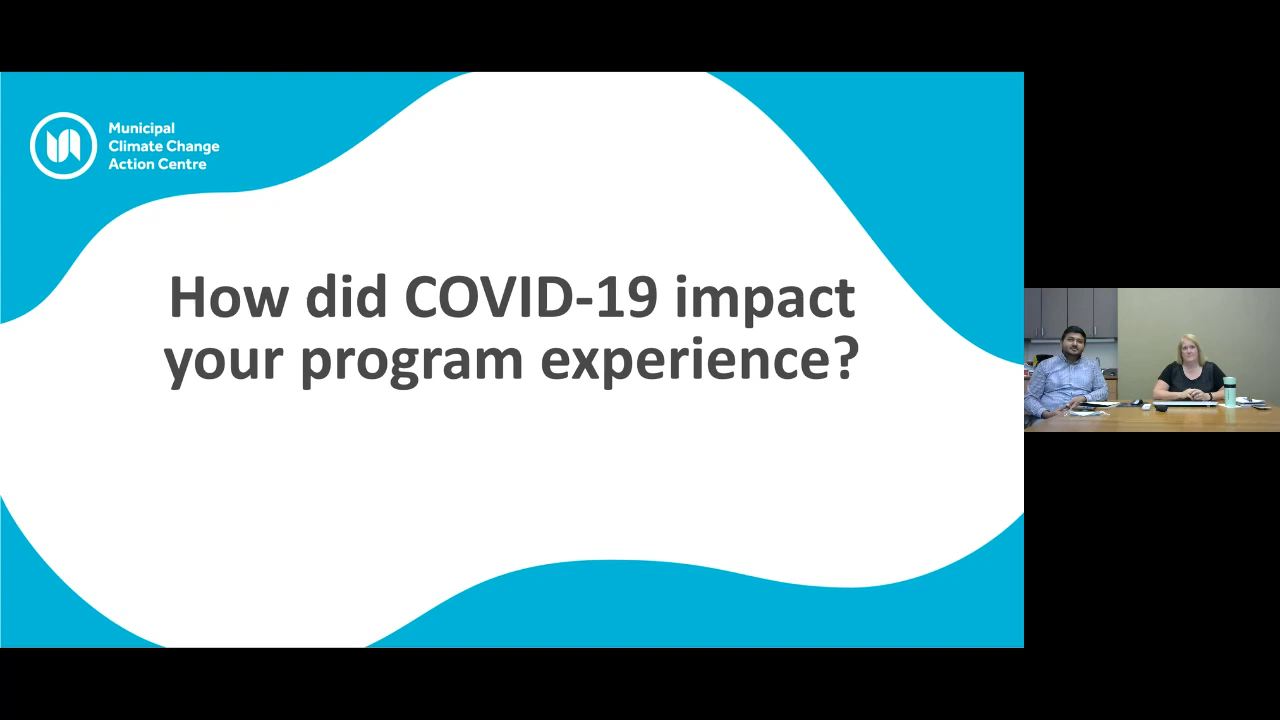 Municipal
Climate Change
Action Centre
How did COVID-19 impact
your program experience?